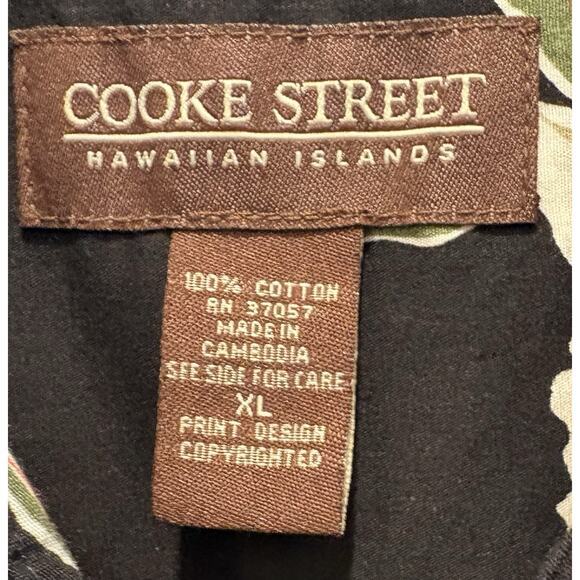 COOKE STREET
HAWAIIAN ISLANDS
100% COTTON
RN 37057
MADE IN
CAMBODIA
SEE SIDE FOR CARE
XL
PRINT DESIGN
COPYRIGHTED